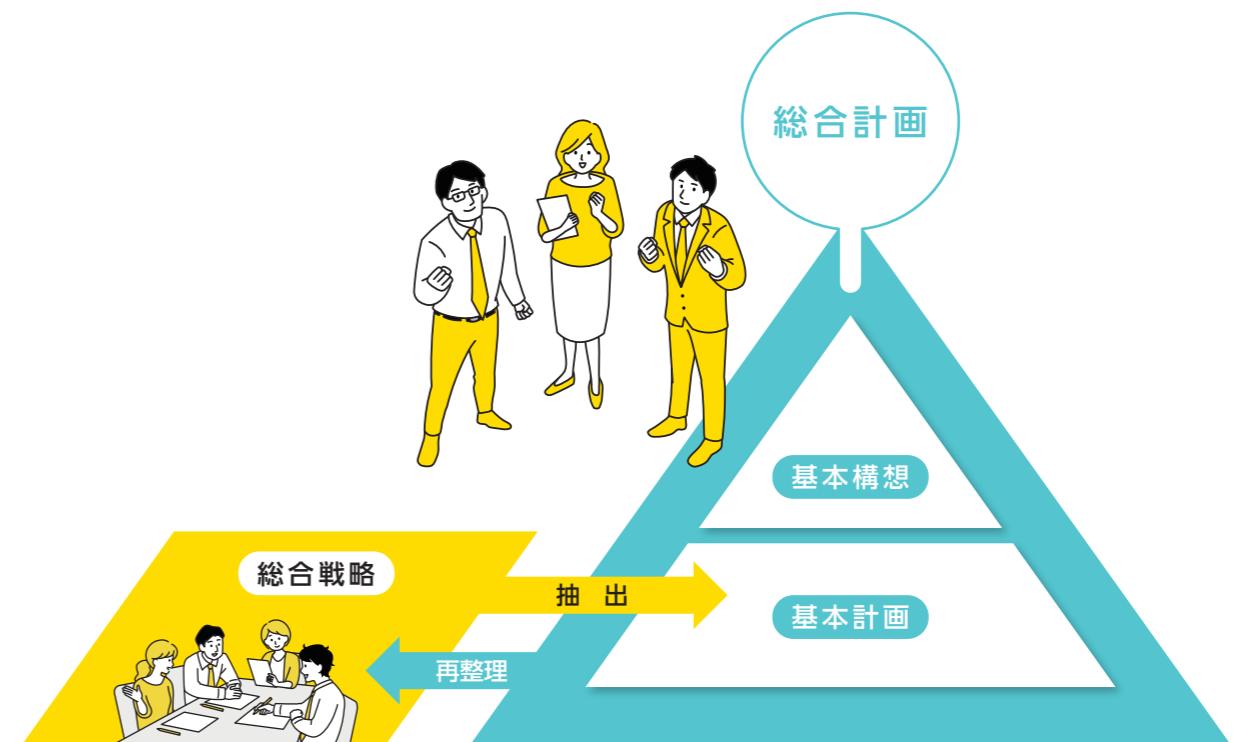 総合計画
基本構想
総合戦略
抽 出
基本計画
再整理